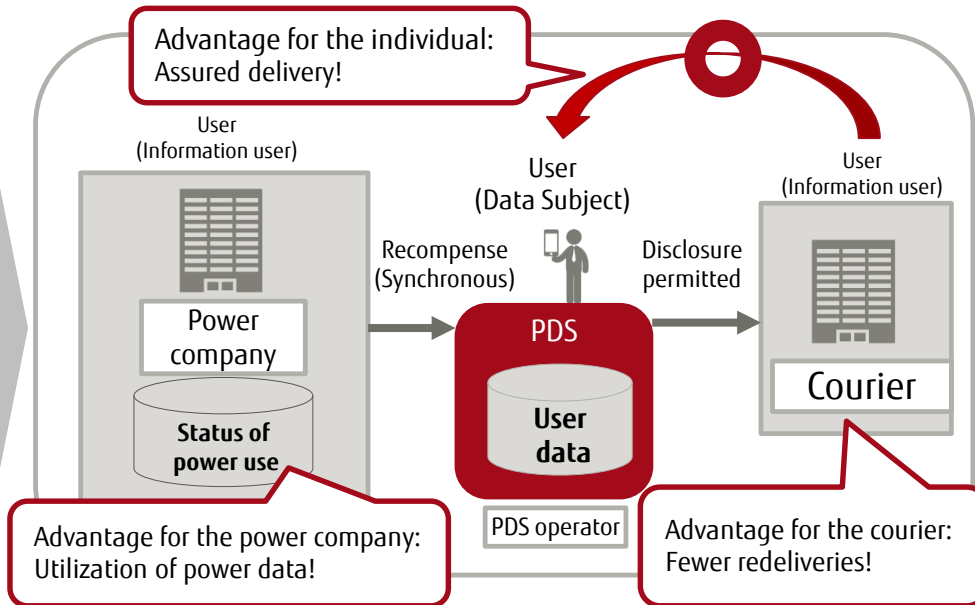 Advantage for the individual:
Assured delivery!
User
(Information user)
User
(Data Subject)
User
(Information user)
Recompense
(Synchronous)
Disclosure
permitted
Power
company
PDS
Courier
Status of
power use
User
data
Advantage for the power company:
Utilization of power data!
PDS operator
Advantage for the courier:
Fewer redeliveries!